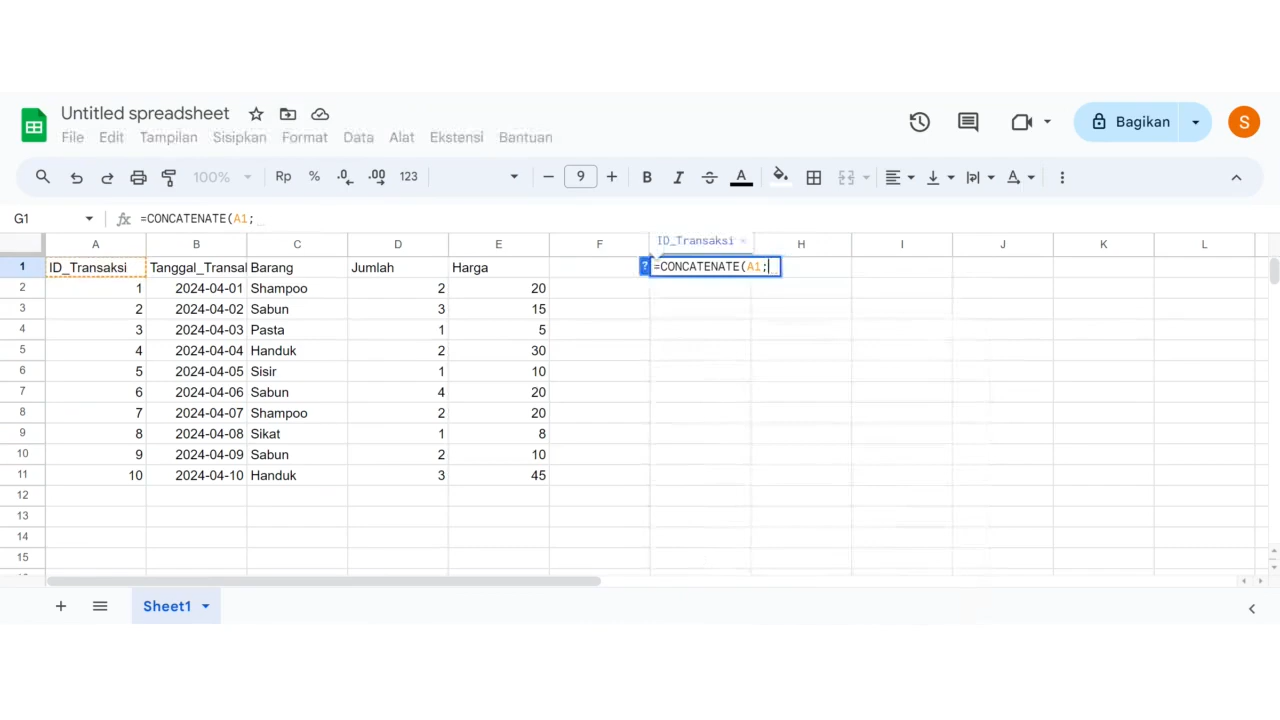 Untitled spreadsheet
File Edit Tampilan Sisipkan Format Data Alat Ekstensi Bantuan
Bagikan
S
100% Rp % .0 .00 123 9 B I A A
G1 fx =CONCATENATE(A1;
A B C D E F ID_Transaksi × H I J K L
1 ID_Transaksi Tanggal_Transal Barang Jumlah Harga ? =CONCATENATE(A1;
2 1 2024-04-01 Shampoo 2 20
3 2 2024-04-02 Sabun 3 15
4 3 2024-04-03 Pasta 1 5
5 4 2024-04-04 Handuk 2 30
6 5 2024-04-05 Sisir 1 10
7 6 2024-04-06 Sabun 4 20
8 7 2024-04-07 Shampoo 2 20
9 8 2024-04-08 Sikat 1 8
10 9 2024-04-09 Sabun 2 10
11 10 2024-04-10 Handuk 3 45
12
13
14
15
Sheet1